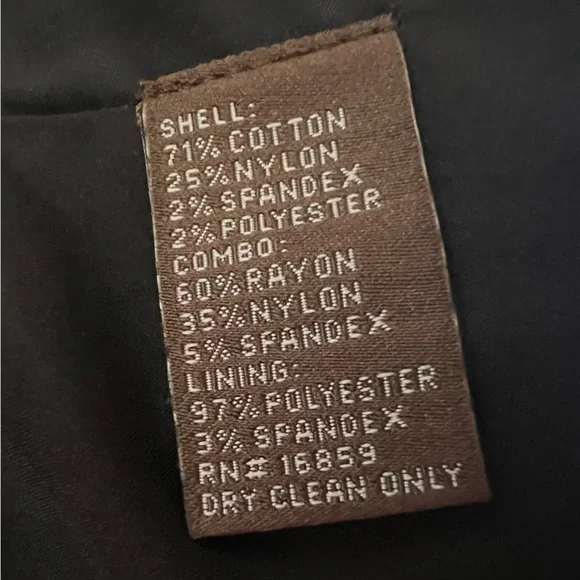 SHELL:
71% COTTON
25% NYLON
2% SPANDEX
2% POLYESTER
COMBO:
60% RAYON
35% NYLON
5% SPANDEX
LINING:
97% POLYESTER
3% SPANDEX
RN# 16859
DRY CLEAN ONLY